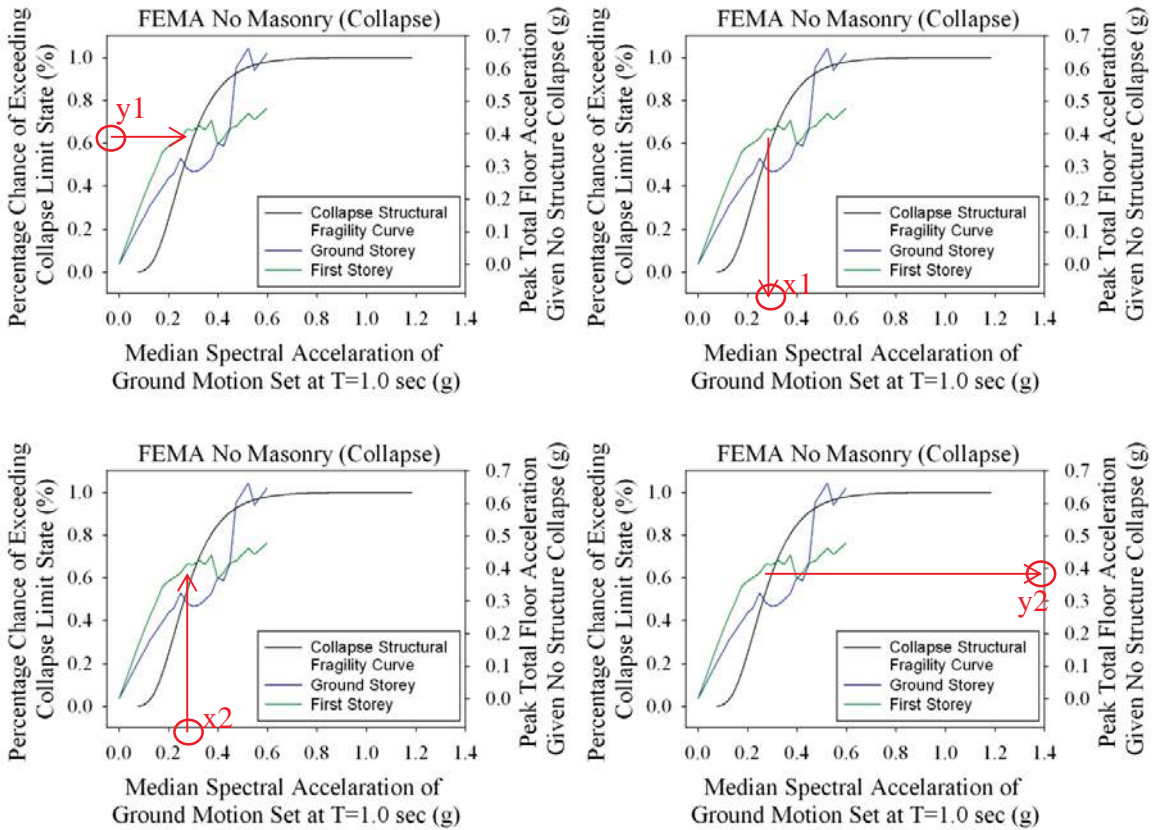 FEMA No Masonry (Collapse)
Percentage Chance of Exceeding
Collapse Limit State (%)
1.0
0.8
0.6
0.4
0.2
0.0
y1
Collapse Structural
Fragility Curve
Ground Storey
First Storey
0.7
0.6
0.5
0.4
0.3
0.2
0.1
0.0
Peak Total Floor Acceleration
Given No Structure Collapse (g)
0.0 0.2 0.4 0.6 0.8 1.0 1.2 1.4
Median Spectral Accelaration of
Ground Motion Set at T=1.0 sec (g)
FEMA No Masonry (Collapse)
Percentage Chance of Exceeding
Collapse Limit State (%)
1.0
0.8
0.6
0.4
0.2
0.0
Collapse Structural
Fragility Curve
Ground Storey
First Storey
x1
0.7
0.6
0.5
0.4
0.3
0.2
0.1
0.0
Peak Total Floor Acceleration
Given No Structure Collapse (g)
0.0 0.2 0.4 0.6 0.8 1.0 1.2 1.4
Median Spectral Accelaration of
Ground Motion Set at T=1.0 sec (g)
FEMA No Masonry (Collapse)
Percentage Chance of Exceeding
Collapse Limit State (%)
1.0
0.8
0.6
0.4
0.2
0.0
Collapse Structural
Fragility Curve
Ground Storey
First Storey
x2
0.7
0.6
0.5
0.4
0.3
0.2
0.1
0.0
Peak Total Floor Acceleration
Given No Structure Collapse (g)
0.0 0.2 0.4 0.6 0.8 1.0 1.2 1.4
Median Spectral Accelaration of
Ground Motion Set at T=1.0 sec (g)
FEMA No Masonry (Collapse)
Percentage Chance of Exceeding
Collapse Limit State (%)
1.0
0.8
0.6
0.4
0.2
0.0
y2
Collapse Structural
Fragility Curve
Ground Storey
First Storey
0.7
0.6
0.5
0.4
0.3
0.2
0.1
0.0
Peak Total Floor Acceleration
Given No Structure Collapse (g)
0.0 0.2 0.4 0.6 0.8 1.0 1.2 1.4
Median Spectral Accelaration of
Ground Motion Set at T=1.0 sec (g)